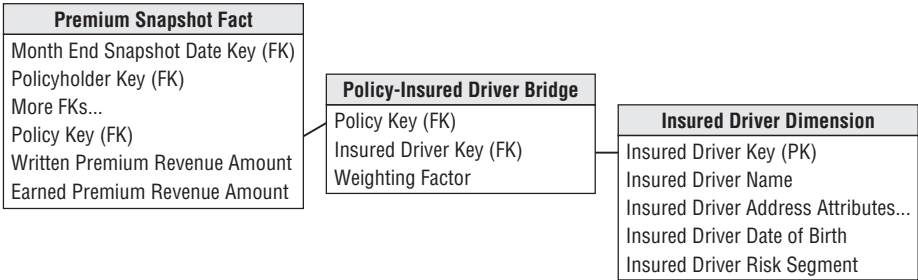 Premium Snapshot Fact
Month End Snapshot Date Key (FK)
Policyholder Key (FK)
More FKs...
Policy Key (FK)
Written Premium Revenue Amount
Earned Premium Revenue Amount
Policy-Insured Driver Bridge
Policy Key (FK)
Insured Driver Key (FK)
Weighting Factor
Insured Driver Dimension
Insured Driver Key (PK)
Insured Driver Name
Insured Driver Address Attributes...
Insured Driver Date of Birth
Insured Driver Risk Segment